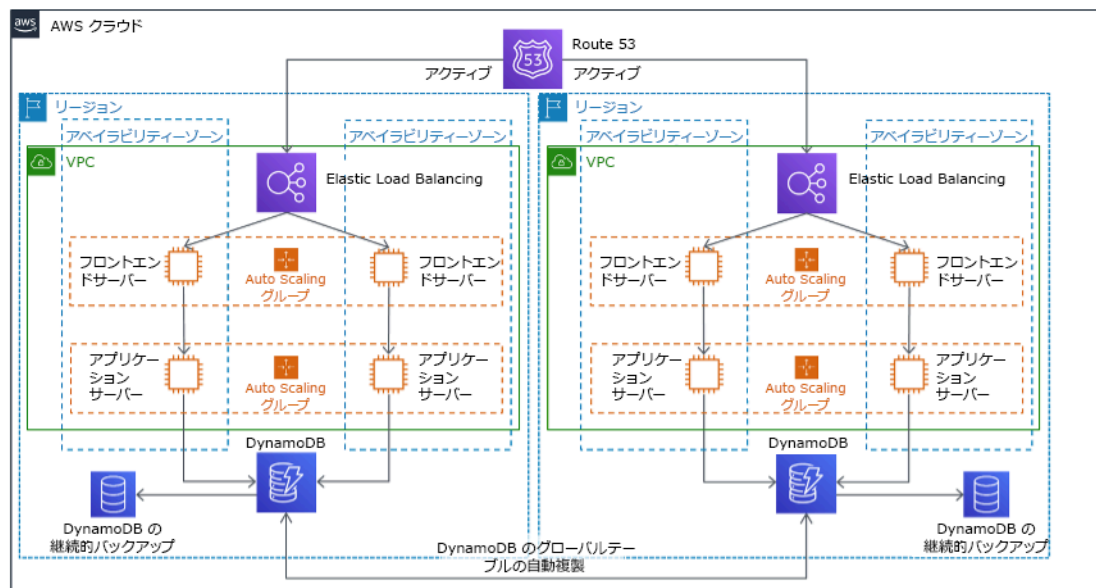 aws
AWS クラウド
Route 53
53
アクティブ
アクティブ
リージョン
アベイラビリティーゾーン
アベイラビリティーゾーン
VPC
Elastic Load Balancing
フロントエン
ドサーバー
Auto Scaling
グループ
フロントエン
ドサーバー
アプリケー
ション
サーバー
Auto Scaling
グループ
アプリケー
ション
サーバー
DynamoDB
DynamoDB の
継続的バックアップ
リージョン
アベイラビリティーゾーン
アベイラビリティーゾーン
VPC
Elastic Load Balancing
フロントエン
ドサーバー
Auto Scaling
グループ
フロントエン
ドサーバー
アプリケー
ション
サーバー
Auto Scaling
グループ
アプリケー
ション
サーバー
DynamoDB
DynamoDB の
継続的バックアップ
DynamoDB のグローバルテー
ブルの自動複製